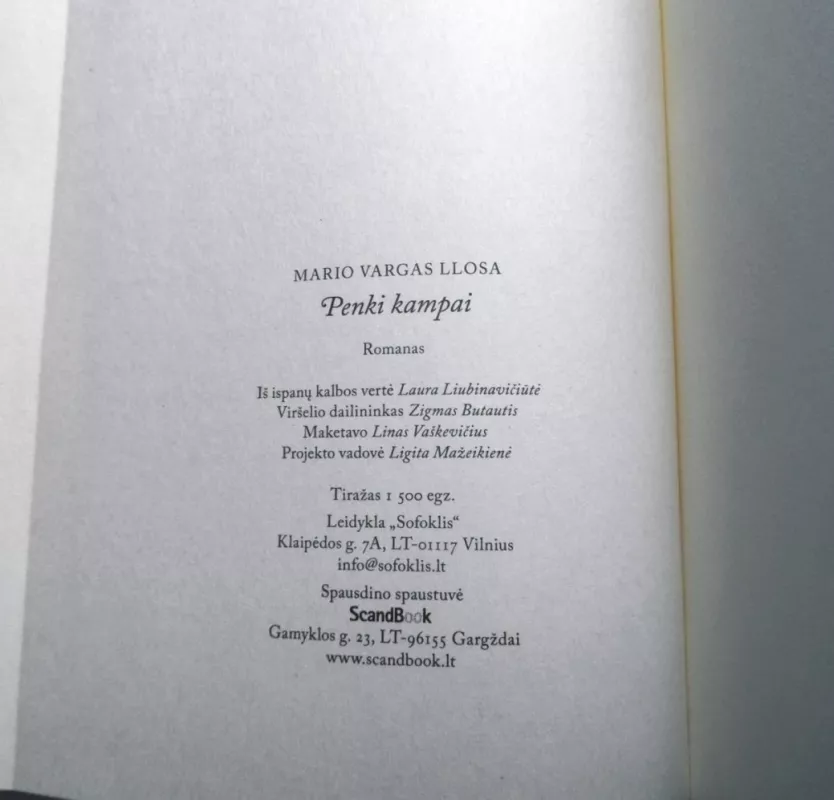 MARIO VARGAS LLOSA
Penki kampai
Romanas
Iš ispanų kalbos vertė Laura Liubinavičiūtė
Viršelio dailininkas Zigmas Butautis
Maketavo Linas Vaškevičius
Projekto vadovė Ligita Mažeikienė
Tiražas 1 500 egz.
Leidykla „Sofoklis“
Klaipėdos g. 7A, LT-01117 Vilnius
info@sofoklis.lt
Spausdino spaustuvė
ScandBook
Gamyklos g. 23, LT-96155 Gargždai
www.scandbook.lt